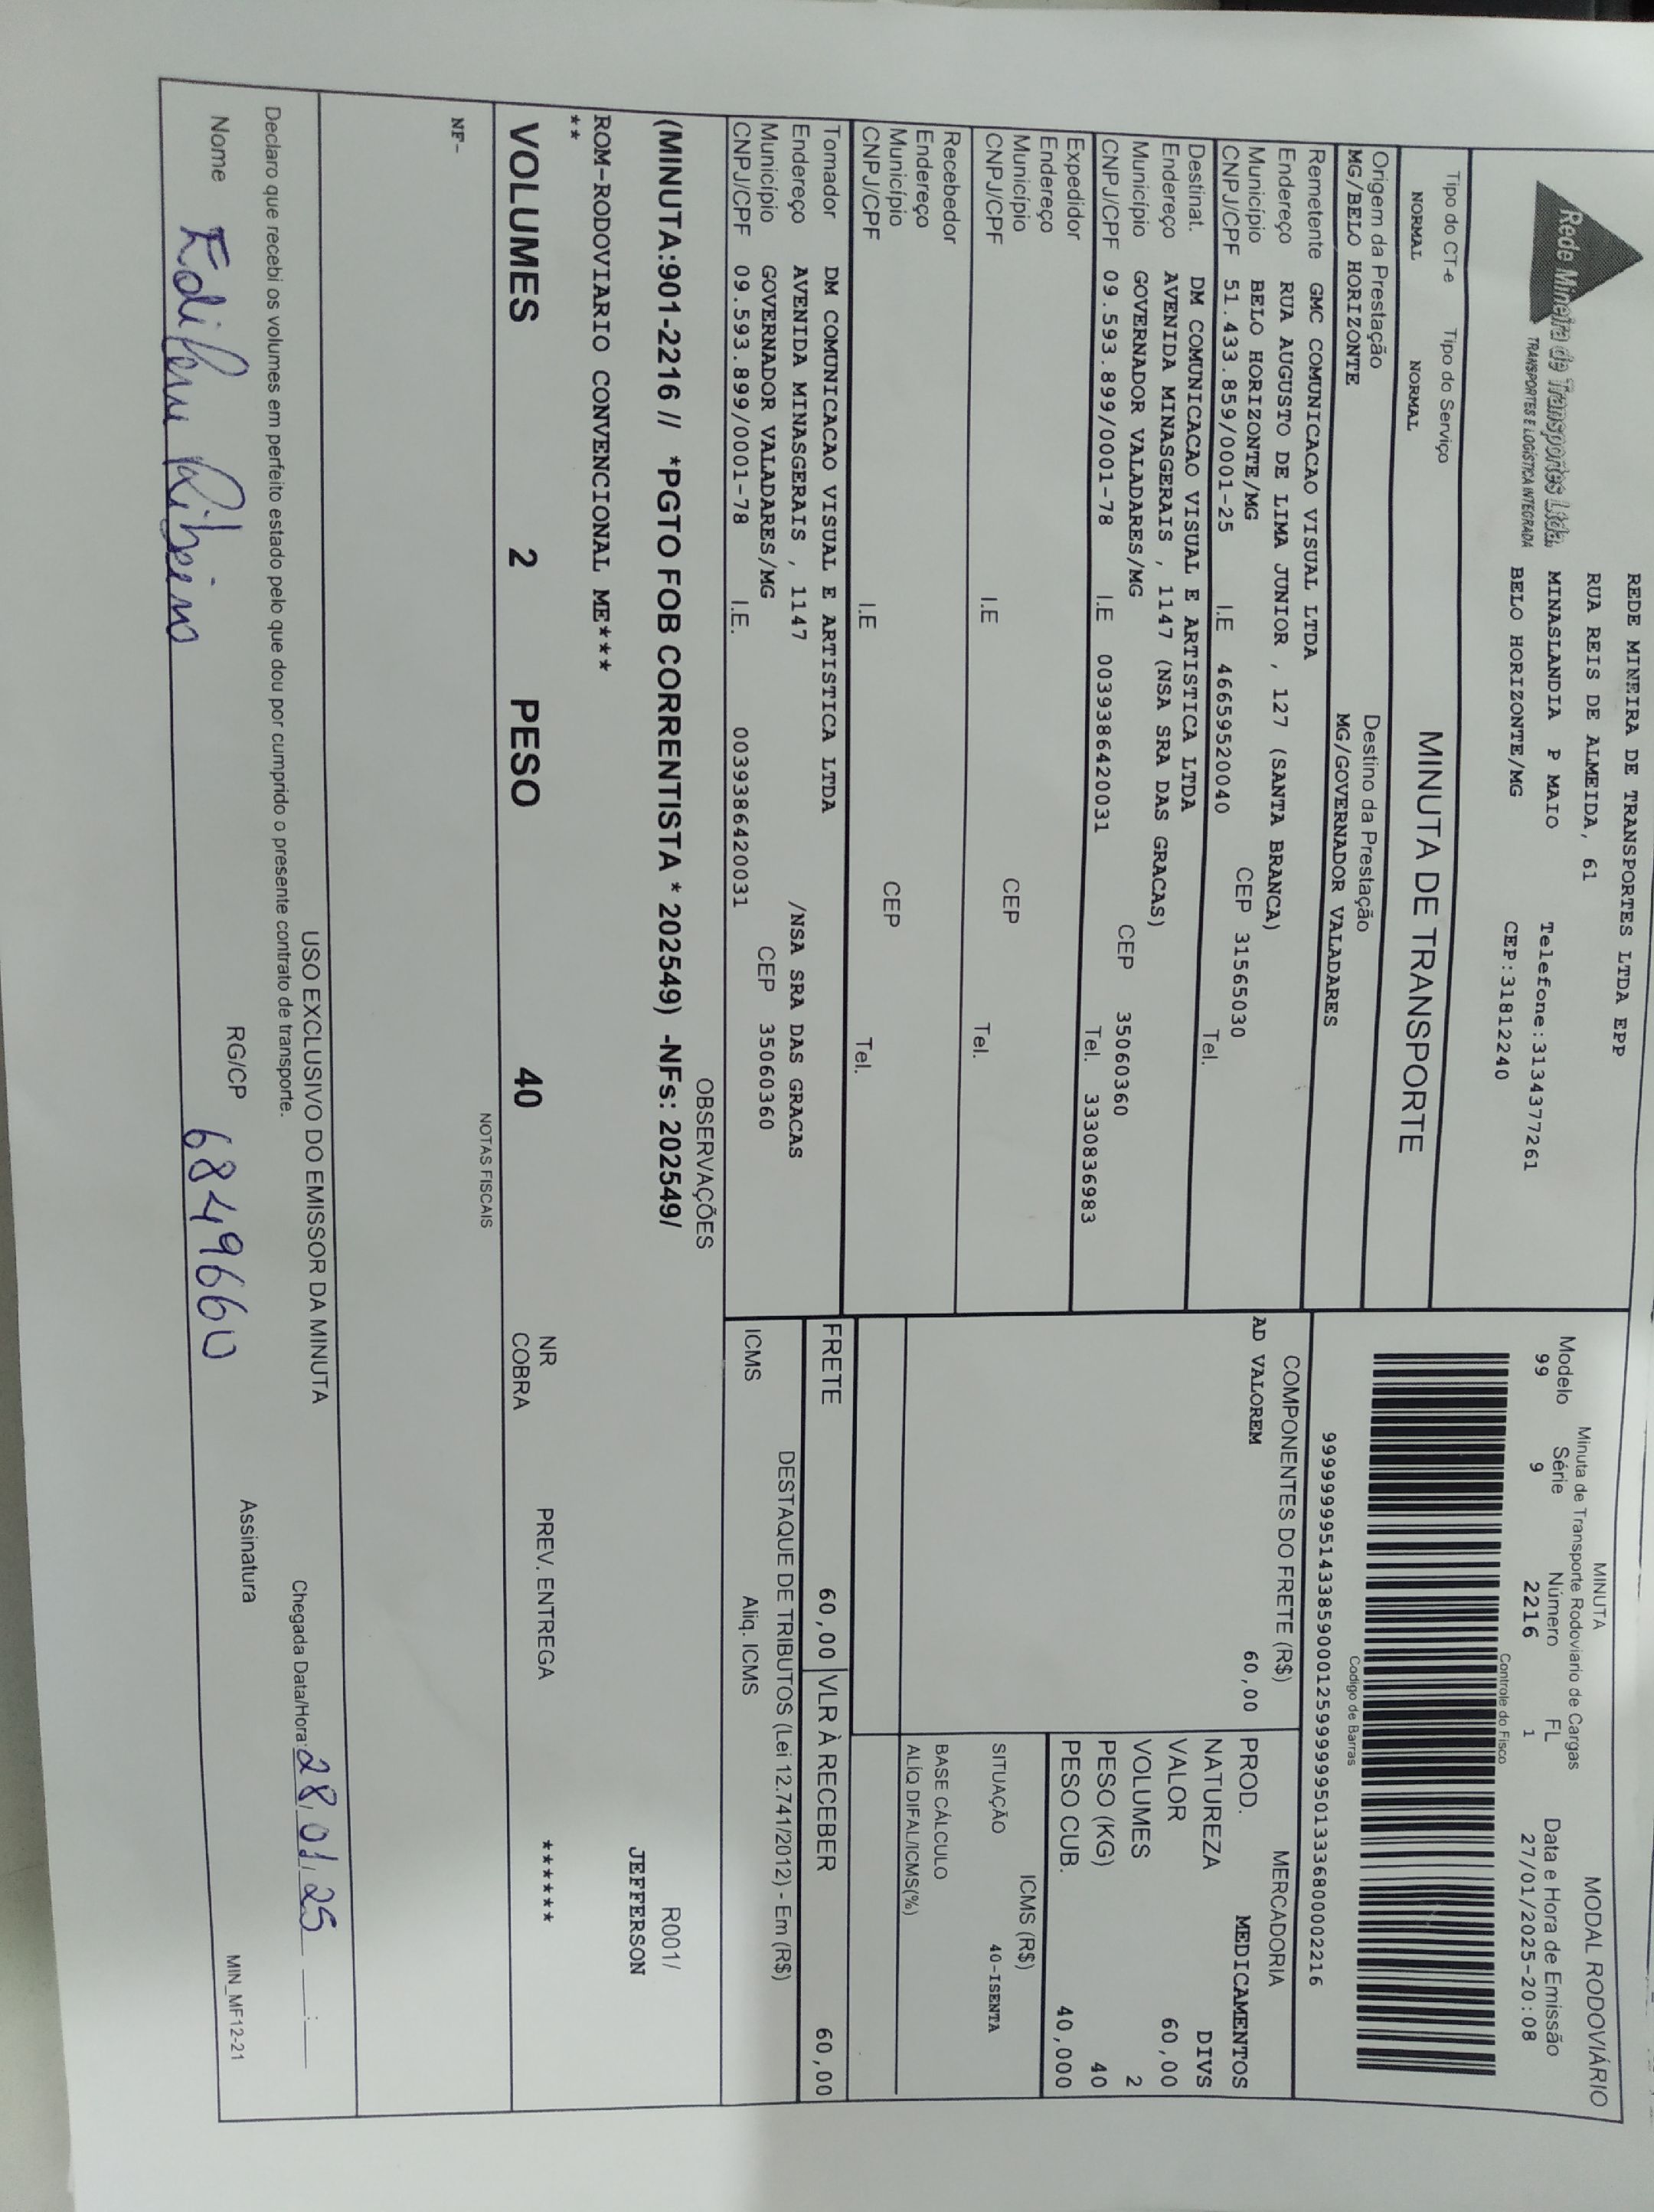 Rede Mineira de Transportes Ltda.
TRANSPORTES E LOGÍSTICA INTEGRADA
REDE MINEIRA DE TRANSPORTES LTDA EPP
RUA REIS DE ALMEIDA, 61
MINASLANDIA P MAIO Telefone:3134377261
BELO HORIZONTE/MG CEP:31812240
MINUTA MODAL RODOVIÁRIO
Minuta de Transporte Rodoviario de Cargas
Modelo Série Número FL Data e Hora de Emissão
99 9 2216 1 27/01/2025-20:08
Controle do Fisco
Codigo de Barras
Tipo do CT-e Tipo do Serviço
NORMAL NORMAL
MINUTA DE TRANSPORTE
Origem da Prestação Destino da Prestação
MG/BELO HORIZONTE MG/GOVERNADOR VALADARES
Remetente GMC COMUNICACAO VISUAL LTDA
Endereço RUA AUGUSTO DE LIMA JUNIOR , 127 (SANTA BRANCA)
Municipio BELO HORIZONTE/MG CEP 31565030
CNPJ/CPF 51.433.859/0001-25 I.E 46659520040 Tel.
Destinat. DM COMUNICACAO VISUAL E ARTISTICA LTDA
Endereço AVENIDA MINASGERAIS , 1147 (NSA SRA DAS GRACAS)
Município GOVERNADOR VALADARES/MG CEP 35060360
CNPJ/CPF 09.593.899/0001-78 I.E 0039386420031 Tel. 3330836983
Expedidor
Endereço
Município CEP
CNPJ/CPF I.E Tel.
Recebedor
Endereço
Município CEP
CNPJ/CPF I.E Tel.
Tomador DM COMUNICACAO VISUAL E ARTISTICA LTDA
Endereço AVENIDA MINASGERAIS , 1147 /NSA SRA DAS GRACAS
Município GOVERNADOR VALADARES/MG CEP 35060360
CNPJ/CPF 09.593.899/0001-78 I.E. 0039386420031
COMPONENTES DO FRETE (R$)
AD VALOREM 60,00
MERCADORIA
PROD. MEDICAMENTOS
NATUREZA DIVS
VALOR 60,00
VOLUMES 2
PESO (KG) 40
PESO CUB. 40,000
ICMS (R$)
SITUAÇÃO 40-ISENTA
BASE CÁLCULO
ALÍQ DIFAL/ICMS(%)
FRETE 60,00 VLR À RECEBER 60,00
DESTAQUE DE TRIBUTOS (Lei 12.741/2012) - Em (R$)
ICMS Aliq. ICMS
OBSERVAÇÕES
(MINUTA:901-2216 // *PGTO FOB CORRENTISTA * 202549) -NFs: 202549/ R001/
JEFFERSON
ROM-RODOVIARIO CONVENCIONAL ME***
**
VOLUMES 2 PESO 40 NR COBRA PREV. ENTREGA ******
NOTAS FISCAIS
NF-
USO EXCLUSIVO DO EMISSOR DA MINUTA
Declaro que recebi os volumes em perfeito estado pelo que dou por cumprido o presente contrato de transporte. Chegada Data/Hora: 28/01/25 __:__
Nome Ribeiro RG/CP 6849660 Assinatura
MIN_MF12-21